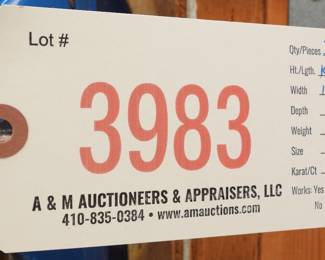 Lot #
3983
A & M AUCTIONEERS & APPRAISERS, LLC
410-835-0384 • www.amauctions.com
Qty/Pieces
Ht./Lgth.
Width
Depth
Weight
Size
Karat/Ct
Works: Yes
No